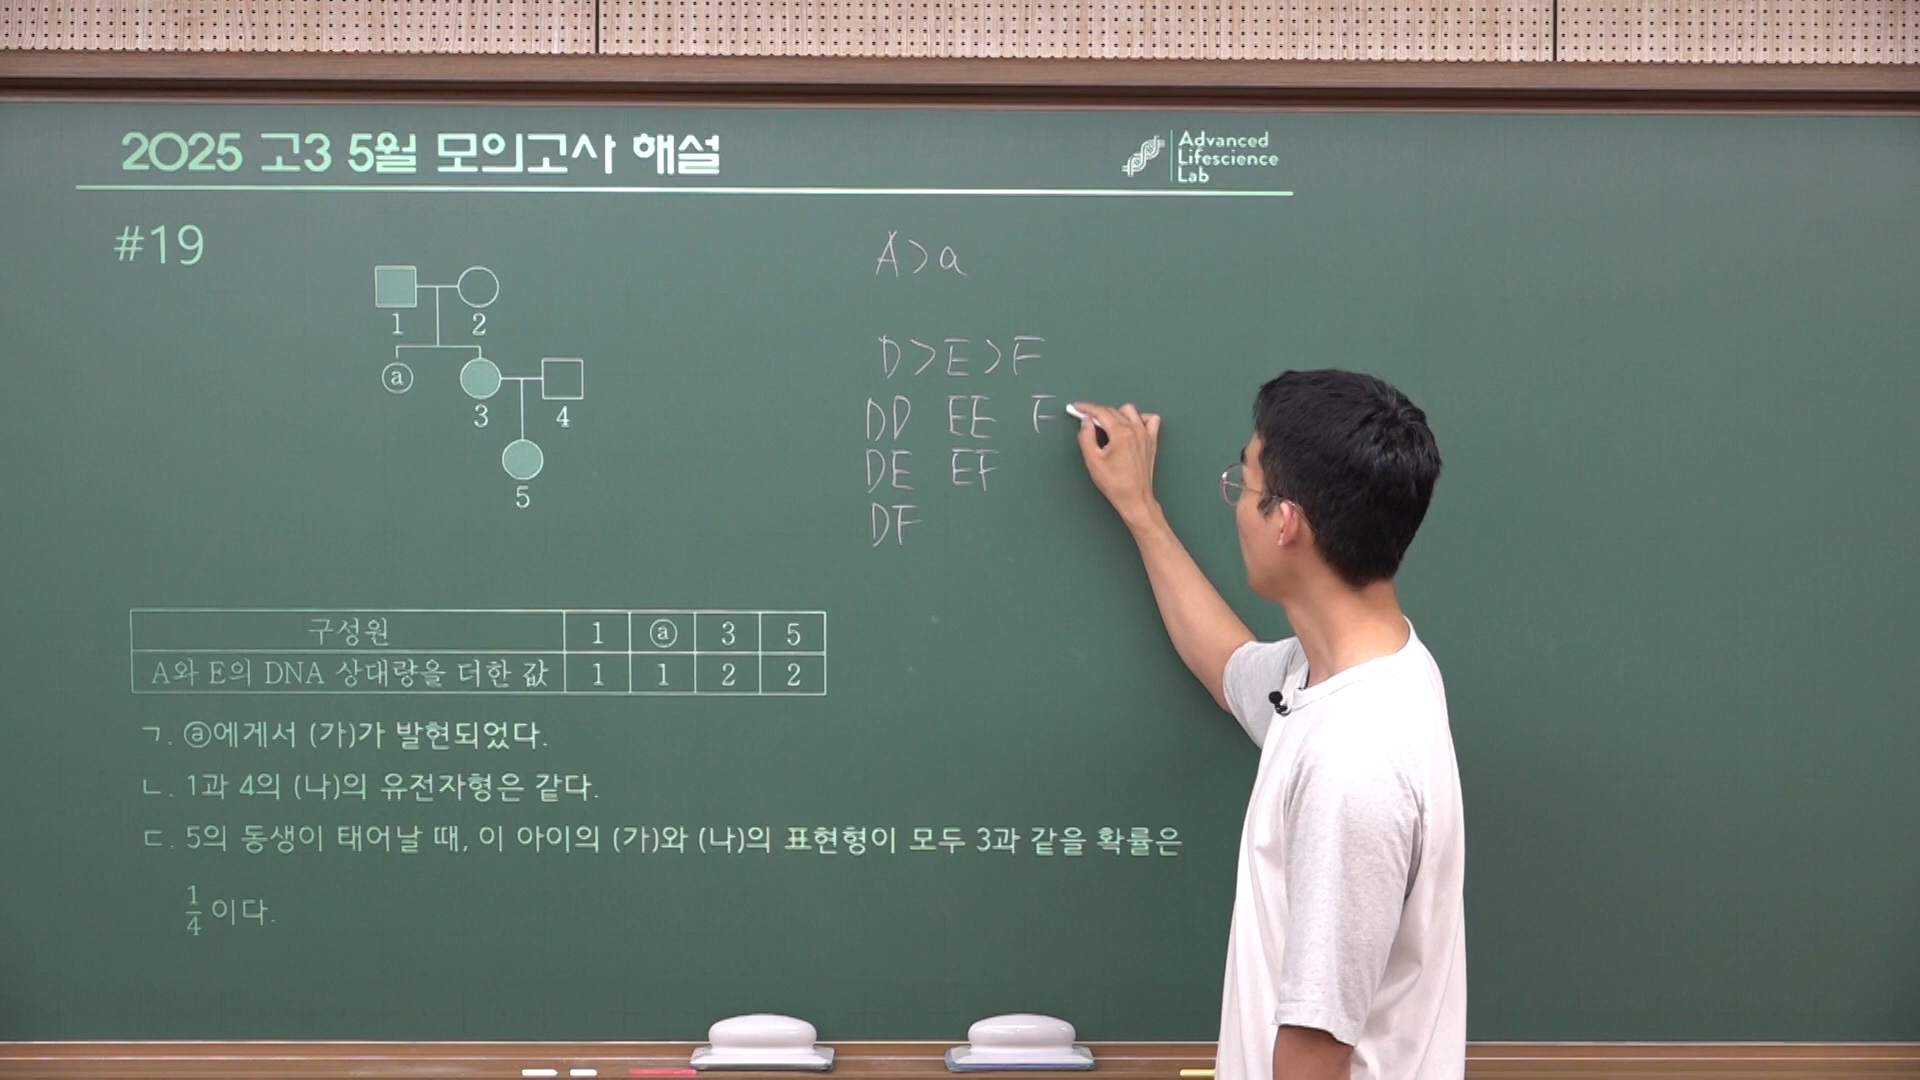 2025 고3 5월 모의고사 해설
Advanced
Lifescience
Lab
#19
1 2
ⓐ 3 4
5
A>a
D>E>F
DD EE F
DE EF
DF
구성원 1 ⓐ 3 5
A와 E의 DNA 상대량을 더한 값 1 1 2 2
ㄱ. ⓐ에게서 (가)가 발현되었다.
ㄴ. 1과 4의 (나)의 유전자형은 같다.
ㄷ. 5의 동생이 태어날 때, 이 아이의 (가)와 (나)의 표현형이 모두 3과 같을 확률은
1/4 이다.